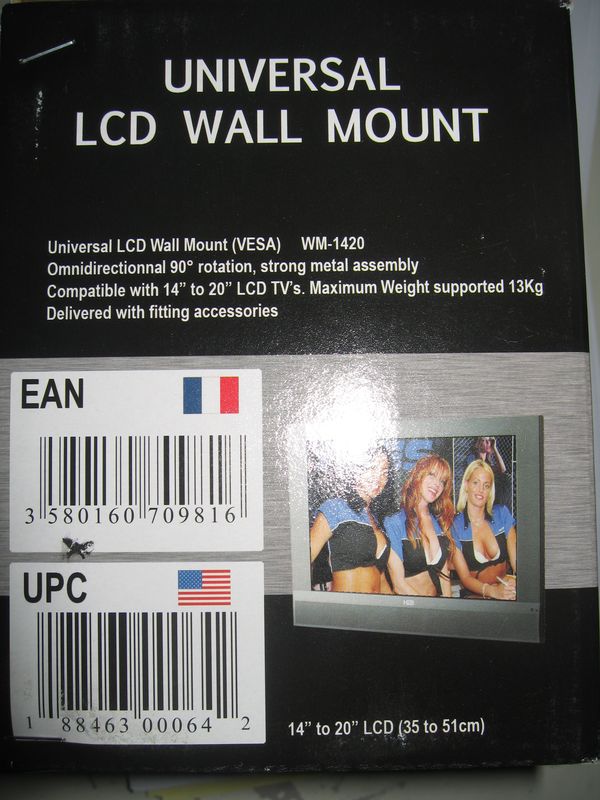 UNIVERSAL
LCD WALL MOUNT
Universal LCD Wall Mount (VESA) WM-1420
Omnidirectionnal 90° rotation, strong metal assembly
Compatible with 14” to 20” LCD TV's. Maximum Weight supported 13Kg
Delivered with fitting accessories
EAN
3 580160 709816
UPC
1 88463 00064 2
14” to 20” LCD (35 to 51cm)